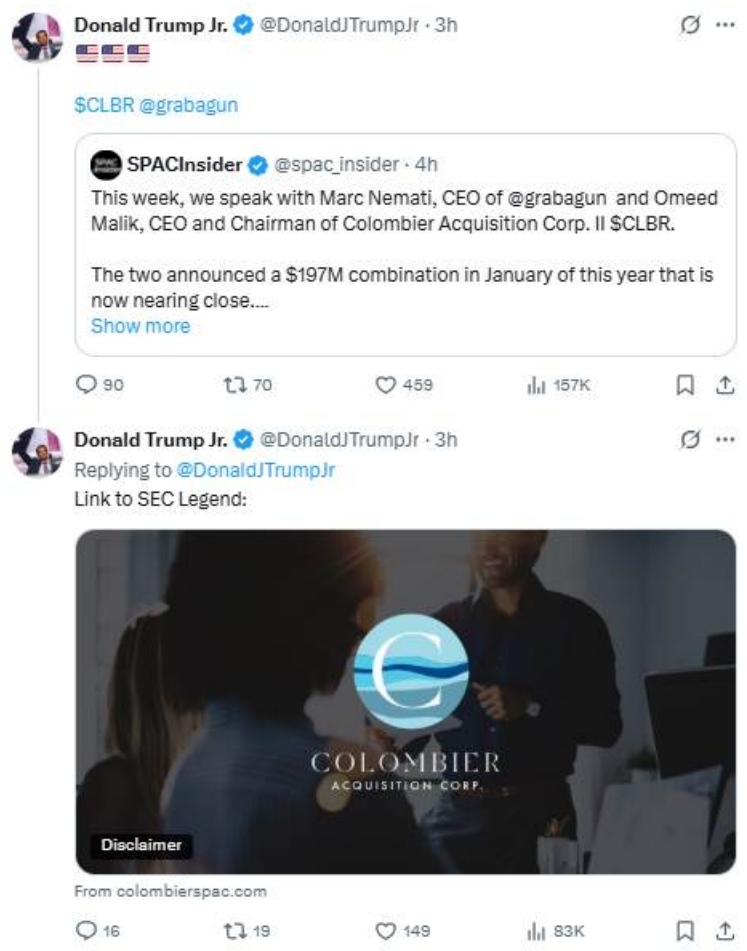 Donald Trump Jr. @DonaldJTrumpJr · 3h
🇺🇸🇺🇸🇺🇸
$CLBR @grabagun
SPACInsider @spac_insider · 4h
This week, we speak with Marc Nemati, CEO of @grabagun and Omeed
Malik, CEO and Chairman of Colombier Acquisition Corp. II $CLBR.
The two announced a $197M combination in January of this year that is
now nearing close....
Show more
90 70 459 157K
Donald Trump Jr. @DonaldJTrumpJr · 3h
Replying to @DonaldJTrumpJr
Link to SEC Legend:
C
COLOMBIER
ACQUISITION CORP.
Disclaimer
From colombierspac.com
16 19 149 83K